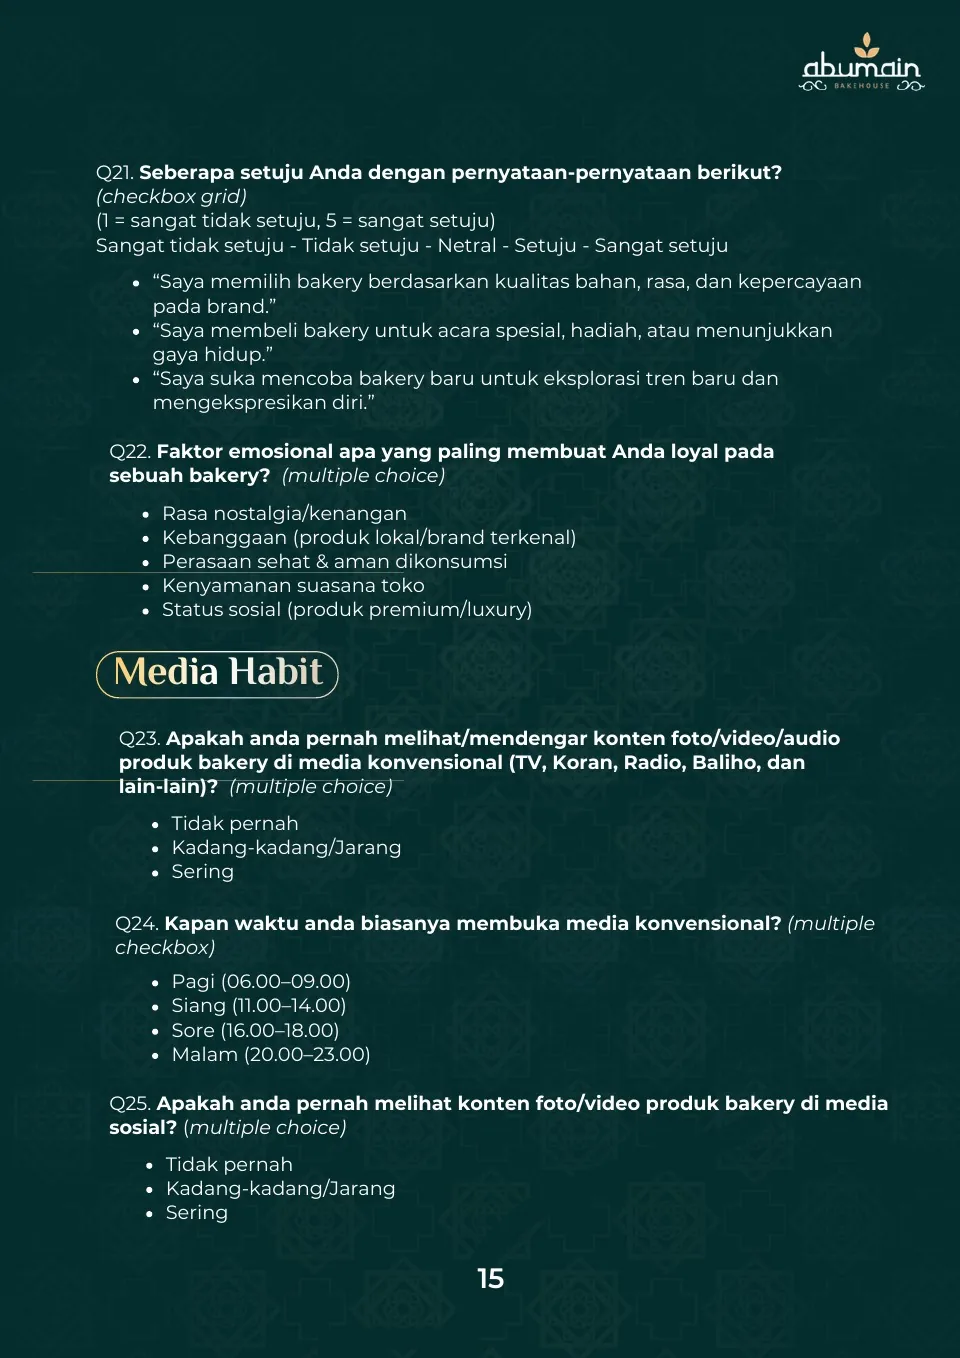 abumain
BAKEHOUSE
Q21. Seberapa setuju Anda dengan pernyataan-pernyataan berikut?
(checkbox grid)
(1 = sangat tidak setuju, 5 = sangat setuju)
Sangat tidak setuju - Tidak setuju - Netral - Setuju - Sangat setuju
• “Saya memilih bakery berdasarkan kualitas bahan, rasa, dan kepercayaan
pada brand.”
• “Saya membeli bakery untuk acara spesial, hadiah, atau menunjukkan
gaya hidup.”
• “Saya suka mencoba bakery baru untuk eksplorasi tren baru dan
mengekspresikan diri.”
Q22. Faktor emosional apa yang paling membuat Anda loyal pada
sebuah bakery? (multiple choice)
• Rasa nostalgia/kenangan
• Kebanggaan (produk lokal/brand terkenal)
• Perasaan sehat & aman dikonsumsi
• Kenyamanan suasana toko
• Status sosial (produk premium/luxury)
Media Habit
Q23. Apakah anda pernah melihat/mendengar konten foto/video/audio
produk bakery di media konvensional (TV, Koran, Radio, Baliho, dan
lain-lain)? (multiple choice)
• Tidak pernah
• Kadang-kadang/Jarang
• Sering
Q24. Kapan waktu anda biasanya membuka media konvensional? (multiple
checkbox)
• Pagi (06.00–09.00)
• Siang (11.00–14.00)
• Sore (16.00–18.00)
• Malam (20.00–23.00)
Q25. Apakah anda pernah melihat konten foto/video produk bakery di media
sosial? (multiple choice)
• Tidak pernah
• Kadang-kadang/Jarang
• Sering
15